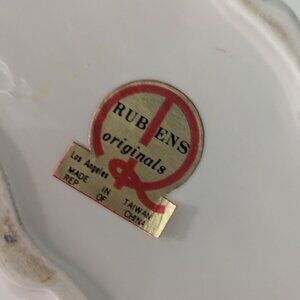 RUBENS
originals
Los Angeles
MADE IN TAIWAN
REP OF CHINA